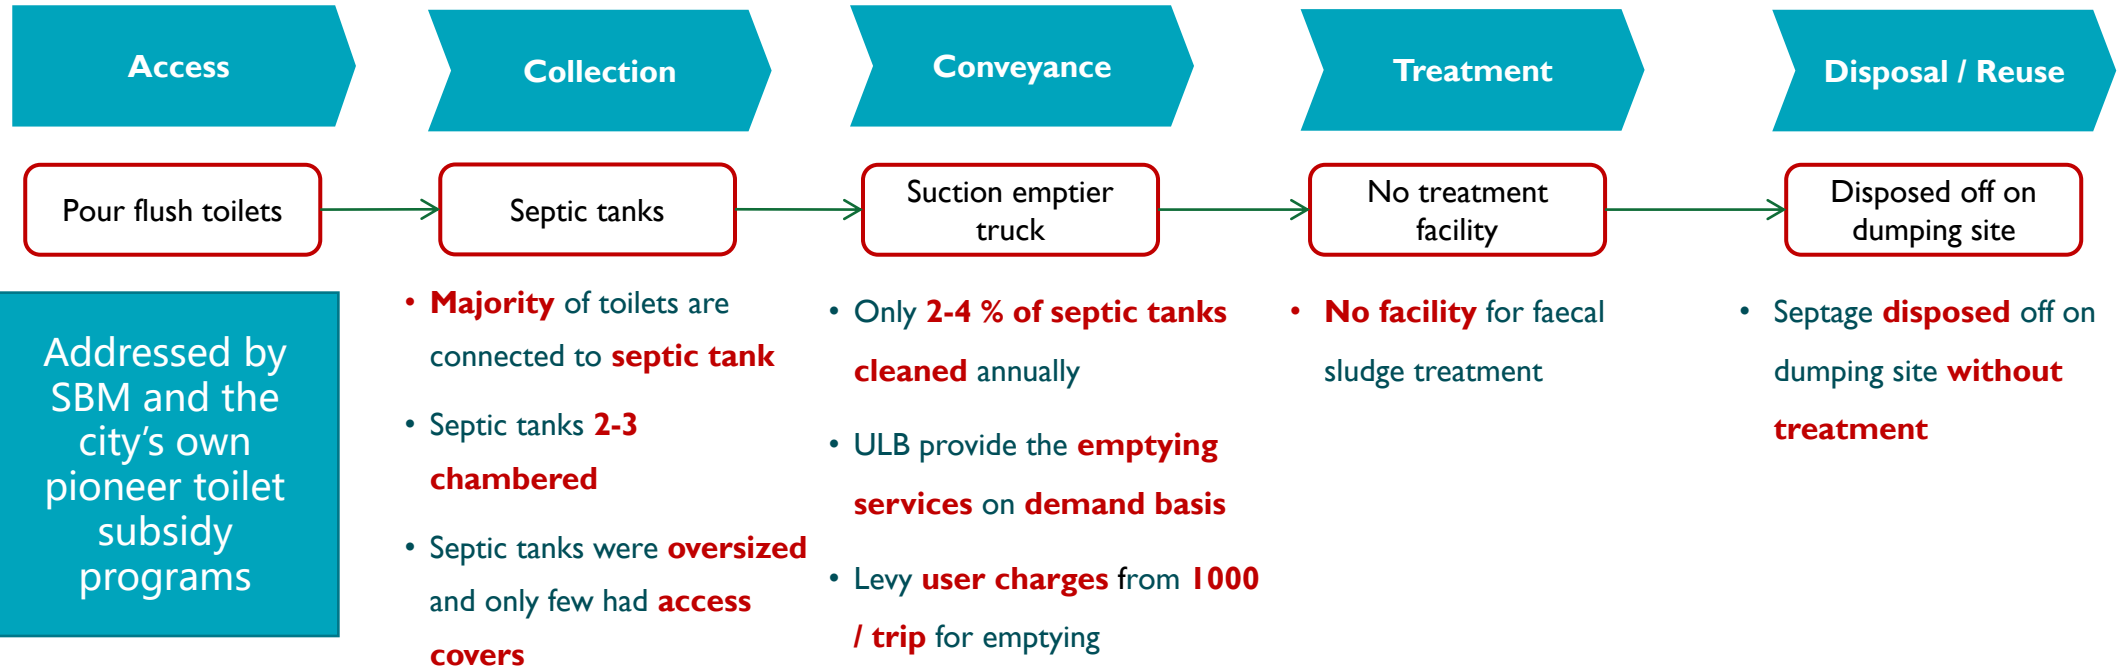 Access
Collection
Conveyance
Treatment
Disposal / Reuse
Pour flush toilets
Septic tanks
Suction emptier
truck
No treatment
facility
Disposed off on
dumping site
Addressed by
SBM and the
city’s own
pioneer toilet
subsidy
programs
• Majority of toilets are
connected to septic tank
• Septic tanks 2-3
chambered
• Septic tanks were oversized
and only few had access
covers
• Only 2-4 % of septic tanks
cleaned annually
• ULB provide the emptying
services on demand basis
• Levy user charges from 1000
/ trip for emptying
• No facility for faecal
sludge treatment
• Septage disposed off on
dumping site without
treatment